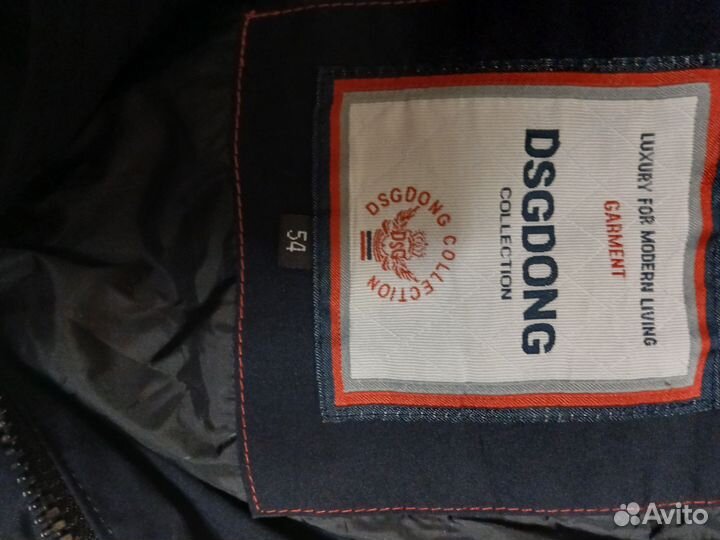 LUXURY FOR MODERN LIVING
GARMENT
DSGDONG
COLLECTION
DSGDONG COLLECTION
DSG
54
Avito